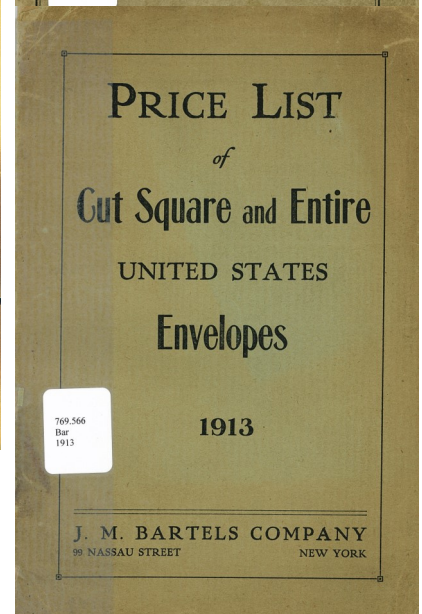 PRICE LIST
of
Cut Square and Entire
UNITED STATES
Envelopes
1913
769.566
Bar
1913
J. M. BARTELS COMPANY
99 NASSAU STREET NEW YORK